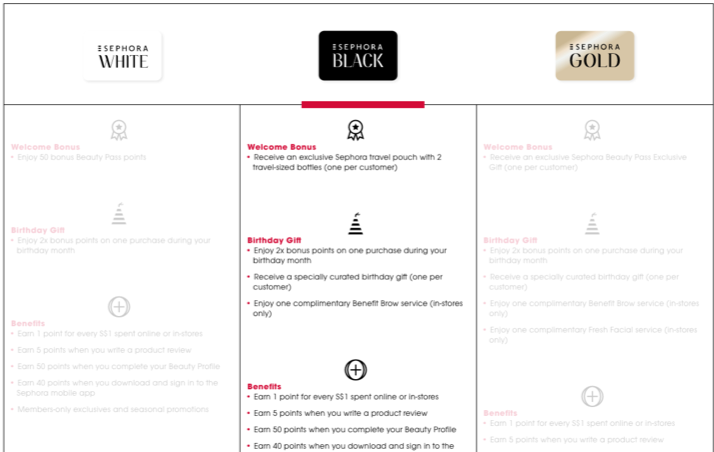 SEPHORA
WHITE
SEPHORA
BLACK
SEPHORA
GOLD
Welcome Bonus
• Enjoy 50 bonus Beauty Pass points
Birthday Gift
• Enjoy 2x bonus points on one purchase during your
birthday month
Benefits
• Earn 1 point for every S$1 spent online or in-stores
• Earn 5 points when you write a product review
• Earn 50 points when you complete your Beauty Profile
• Earn 40 points when you download and sign in to the
Sephora mobile app
• Members-only exclusives and seasonal promotions
Welcome Bonus
• Receive an exclusive Sephora travel pouch with 2
travel-sized bottles (one per customer)
Birthday Gift
• Enjoy 2x bonus points on one purchase during your
birthday month
• Receive a specially curated birthday gift (one per
customer)
• Enjoy one complimentary Benefit Brow service (in-stores
only)
Benefits
• Earn 1 point for every S$1 spent online or in-stores
• Earn 5 points when you write a product review
• Earn 50 points when you complete your Beauty Profile
• Earn 40 points when you download and sign in to the
Welcome Bonus
• Receive an exclusive Sephora Beauty Pass Exclusive
Gift (one per customer)
Birthday Gift
• Enjoy 2x bonus points on one purchase during your
birthday month
• Receive a specially curated birthday gift (one per
customer)
• Enjoy one complimentary Benefit Brow service (in-stores
only)
• Enjoy one complimentary Fresh Facial service (in-stores
only)
Benefits
• Earn 1 point for every S$1 spent online or in-stores
• Earn 5 points when you write a product review